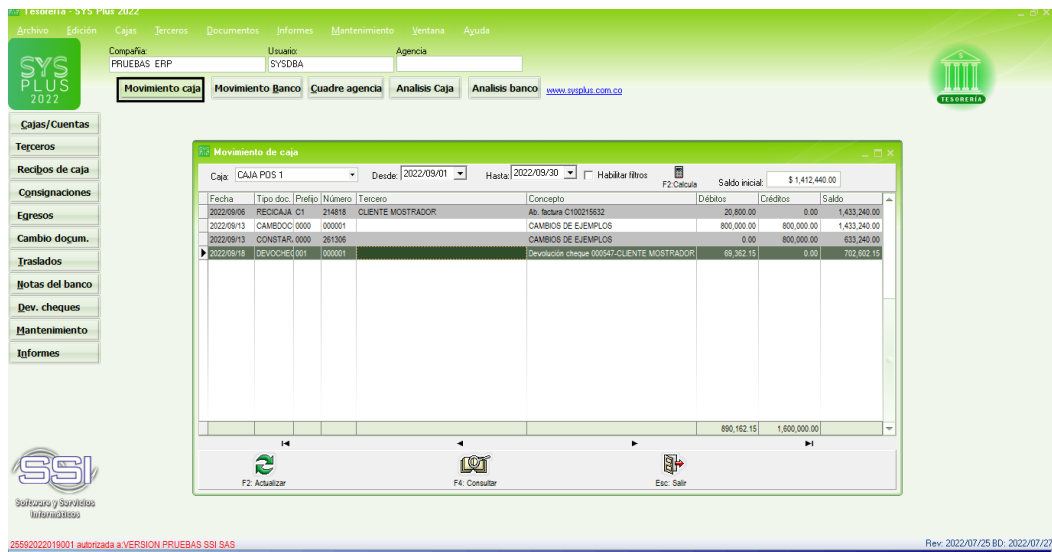 Tesorería - SYS Plus 2022
Archivo Edición Cajas Terceros Documentos Informes Mantenimiento Ventana Ayuda
Compañía: Usuario: Agencia
PRUEBAS ERP SYSDBA
SYS PLUS 2022
TESORERÍA
Movimiento caja Movimiento Banco Cuadre agencia Analisis Caja Analisis banco www.sysplus.com.co
Cajas/Cuentas
Terceros
Recibos de caja
Consignaciones
Egresos
Cambio docum.
Traslados
Notas del banco
Dev. cheques
Mantenimiento
Informes
Movimiento de caja
Caja: CAJA POS 1 Desde: 2022/09/01 Hasta: 2022/09/30 Habilitar filtros F2:Calcula Saldo inicial: $ 1,412,440.00
Fecha Tipo doc. Prefijo Número Tercero Concepto Débitos Créditos Saldo
2022/09/06 RECICAJA C1 214818 CLIENTE MOSTRADOR Ab. factura C100215632 20,800.00 0.00 1,433,240.00
2022/09/13 CAMBDOC 0000 000001 CAMBIOS DE EJEMPLOS 800,000.00 800,000.00 1,433,240.00
2022/09/13 CONSTAR. 0000 261306 CAMBIOS DE EJEMPLOS 0.00 800,000.00 633,240.00
2022/09/18 DEVOCHEC 001 000001 Devolución cheque 000547-CLIENTE MOSTRADOR 69,362.15 0.00 702,602.15
890,162.15 1,600,000.00
F2: Actualizar F4: Consultar Esc: Salir
SSI
Software y Servicios
Informáticos
25592022019001 autorizada a:VERSION PRUEBAS SSI SAS Rev: 2022/07/25 BD: 2022/07/27